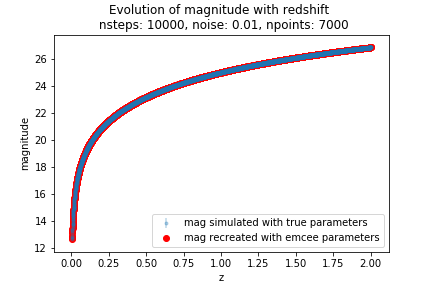 Evolution of magnitude with redshift
nsteps: 10000, noise: 0.01, npoints: 7000
magnitude
26
24
22
20
18
16
14
12
mag simulated with true parameters
mag recreated with emcee parameters
0.00 0.25 0.50 0.75 1.00 1.25 1.50 1.75 2.00
z